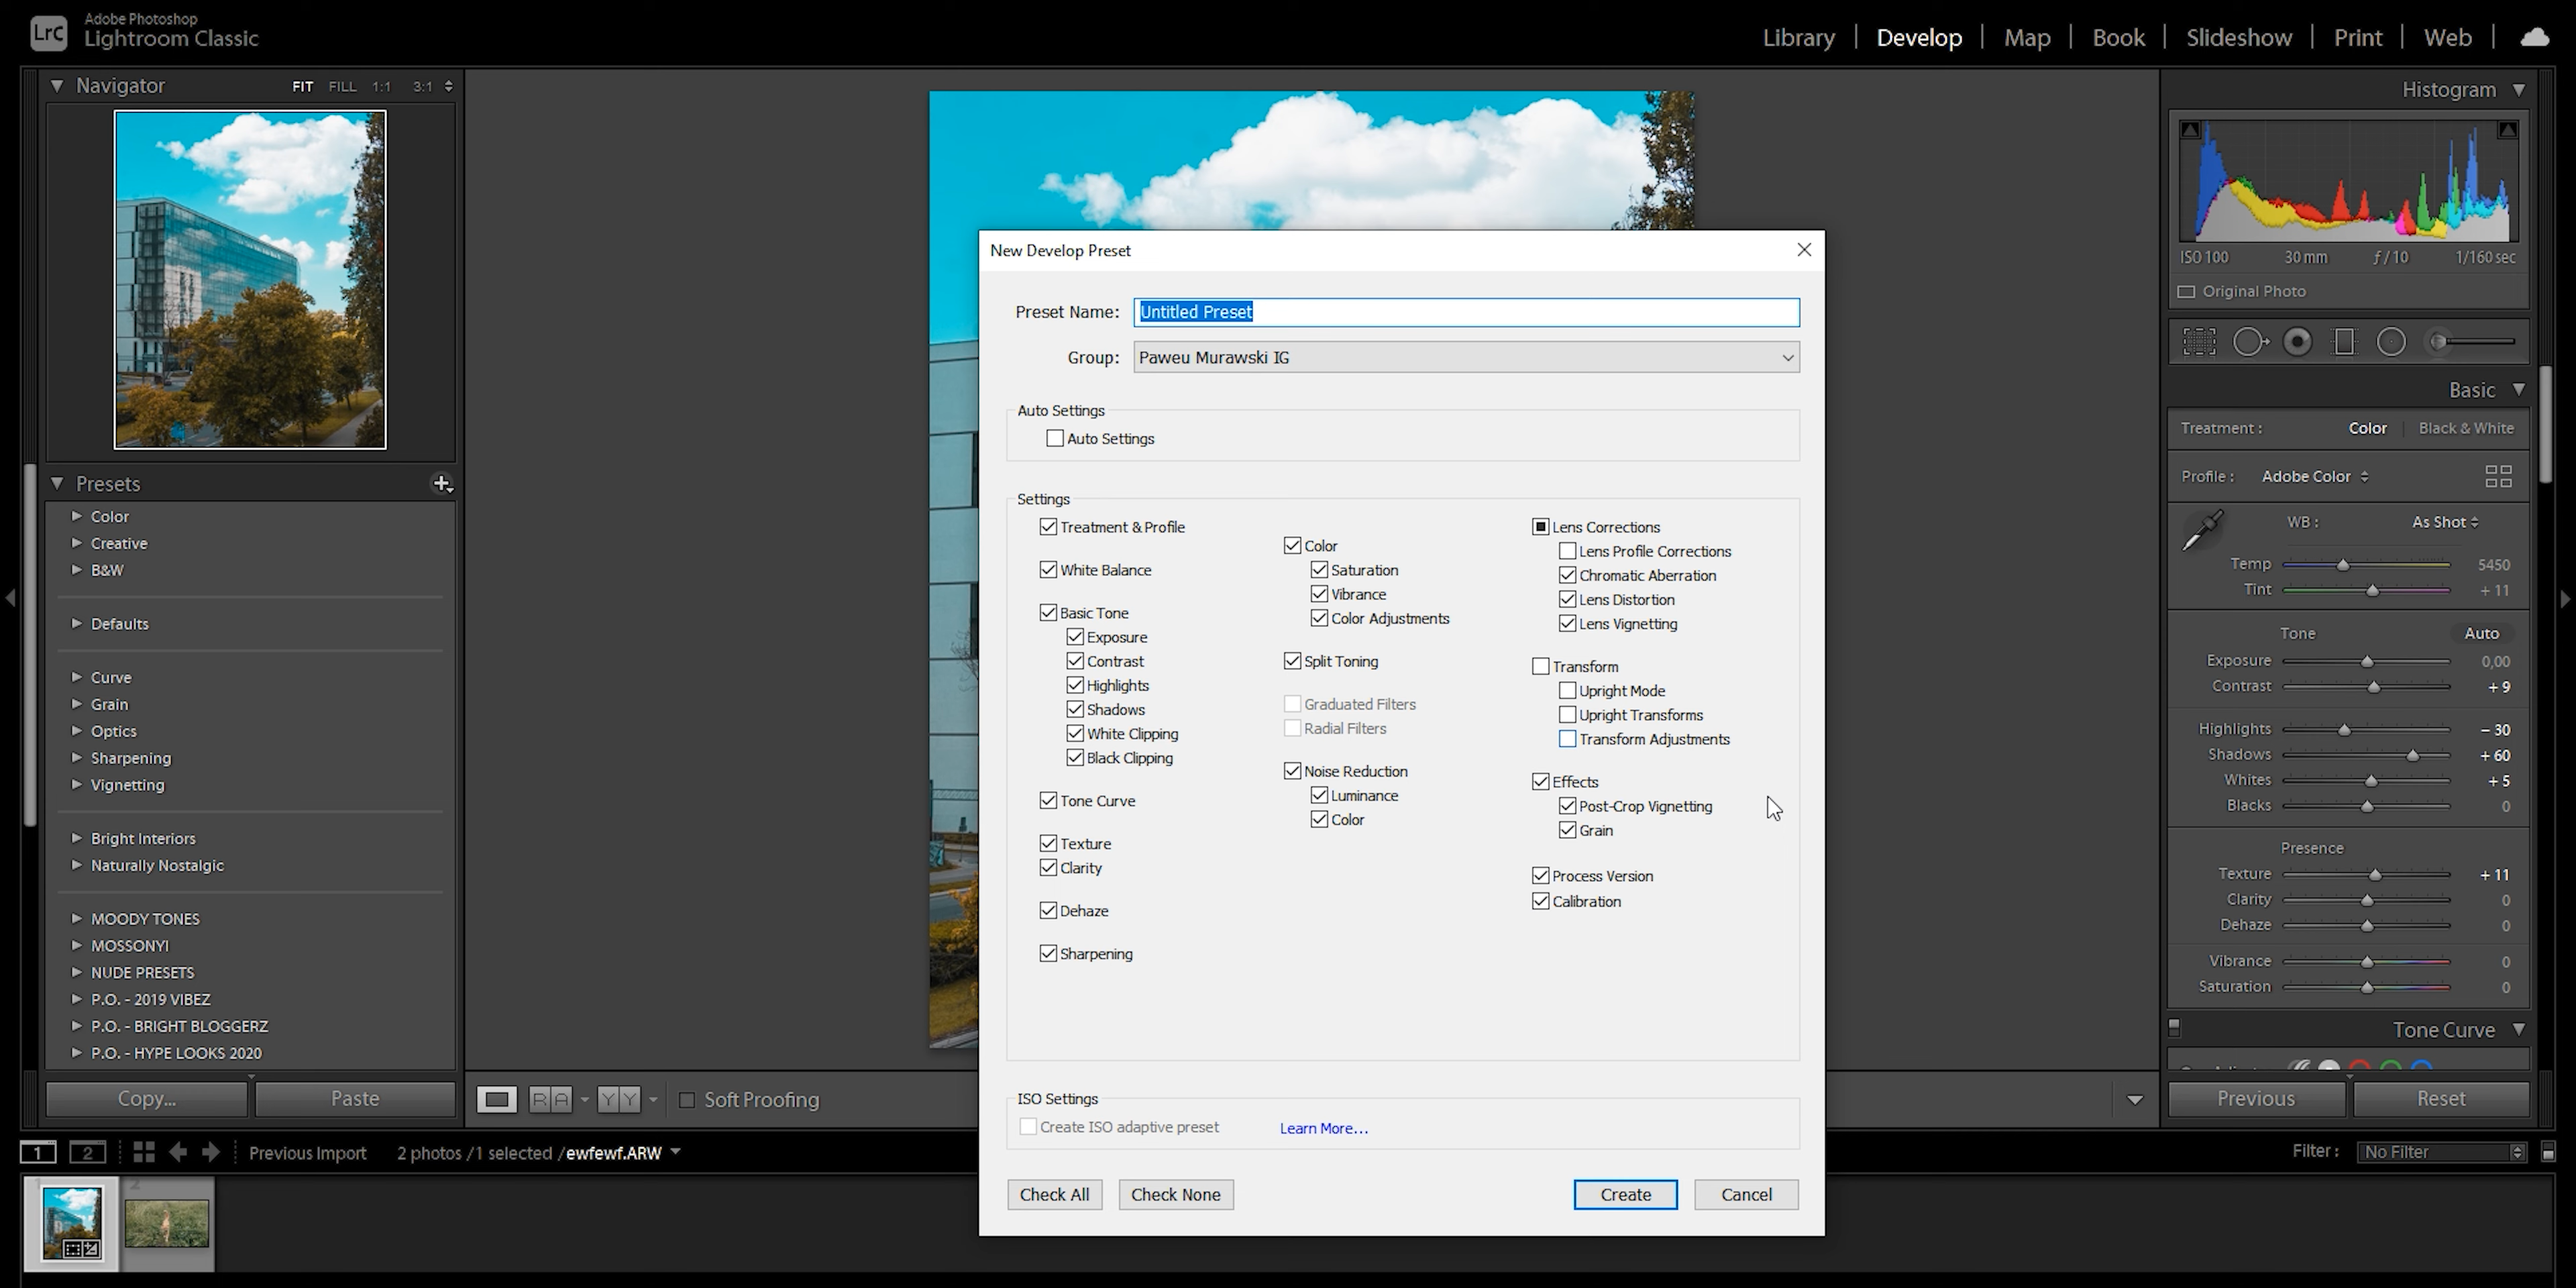 LrC
Adobe Photoshop
Lightroom Classic
Library
Develop
Map
Book
Slideshow
Print
Web
Navigator
FIT
FILL
1:1
3:1
Presets
Color
Creative
B&W
Defaults
Curve
Grain
Optics
Sharpening
Vignetting
Bright Interiors
Naturally Nostalgic
MOODY TONES
MOSSONYI
NUDE PRESETS
P.O. - 2019 VIBEZ
P.O. - BRIGHT BLOGGERZ
P.O. - HYPE LOOKS 2020
Copy...
Paste
New Develop Preset
Preset Name: Untitled Preset
Group: Paweu Murawski IG
Auto Settings
Auto Settings
Settings
Treatment & Profile
White Balance
Basic Tone
Exposure
Contrast
Highlights
Shadows
White Clipping
Black Clipping
Tone Curve
Texture
Clarity
Dehaze
Sharpening
Color
Saturation
Vibrance
Color Adjustments
Split Toning
Graduated Filters
Radial Filters
Noise Reduction
Luminance
Color
Lens Corrections
Lens Profile Corrections
Chromatic Aberration
Lens Distortion
Lens Vignetting
Transform
Upright Mode
Upright Transforms
Transform Adjustments
Effects
Post-Crop Vignetting
Grain
Process Version
Calibration
ISO Settings
Create ISO adaptive preset
Learn More...
Check All
Check None
Create
Cancel
Histogram
ISO 100
30 mm
ƒ / 10
1/160 sec
Original Photo
Basic
Treatment :
Color
Black & White
Profile : Adobe Color
WB : As Shot
Temp 5450
Tint + 11
Tone
Auto
Exposure 0,00
Contrast + 9
Highlights − 30
Shadows + 60
Whites + 5
Blacks 0
Presence
Texture + 11
Clarity 0
Dehaze 0
Vibrance 0
Saturation 0
Tone Curve
Previous
Reset
R A
Y Y
Soft Proofing
1
2
Previous Import
2 photos / 1 selected / ewfewf.ARW
Filter : No Filter
2